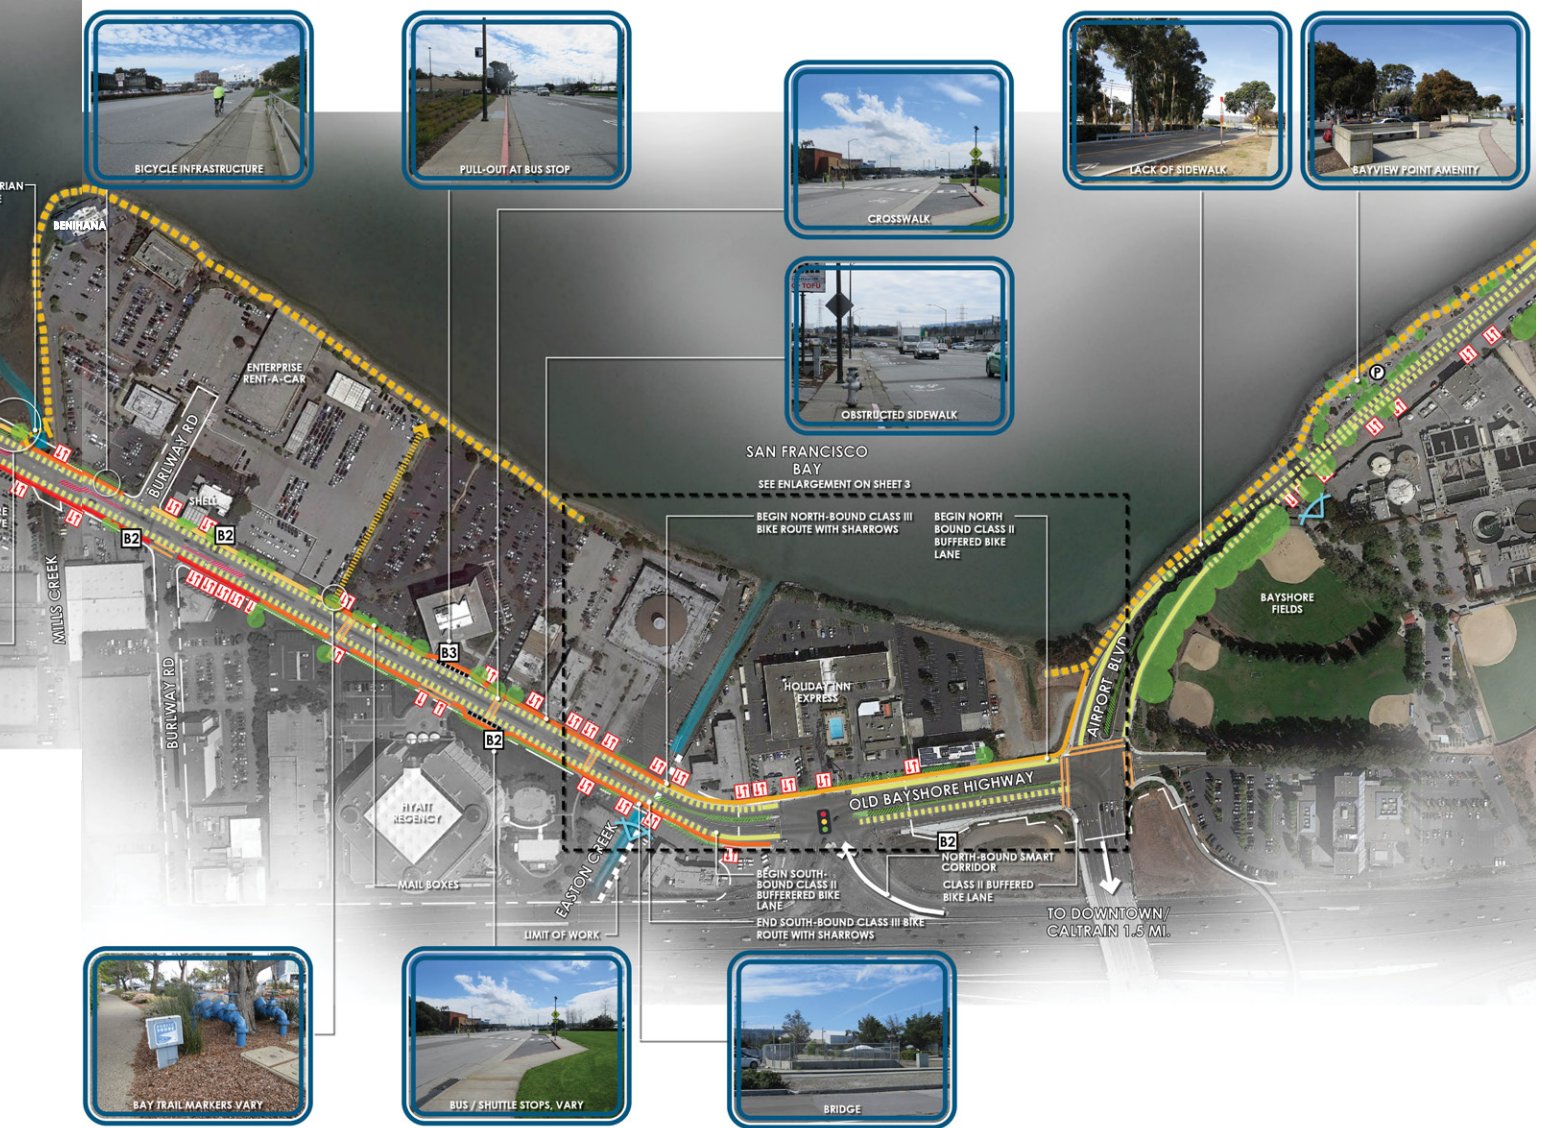 BICYCLE INFRASTRUCTURE
PULL-OUT AT BUS STOP
CROSSWALK
LACK OF SIDEWALK
BAYVIEW POINT AMENITY
RIAN
E
BENIHANA
TOFU
OBSTRUCTED SIDEWALK
ENTERPRISE
RENT-A-CAR
P
BURLWAY RD
SHELL
SAN FRANCISCO
BAY
SEE ENLARGEMENT ON SHEET 3
BEGIN NORTH-BOUND CLASS III
BIKE ROUTE WITH SHARROWS
BEGIN NORTH
BOUND CLASS II
BUFFERED BIKE
LANE
RE
VE
B2
B2
MILLS CREEK
BAYSHORE
FIELDS
B3
BURLWAY RD
HOLIDAY INN
EXPRESS
AIRPORT BLVD
B2
HYATT
REGENCY
OLD BAYSHORE HIGHWAY
B2
EASTON CREEK
MAIL BOXES
NORTH-BOUND SMART
CORRIDOR
CLASS II BUFFERED
BIKE LANE
BEGIN SOUTH-
BOUND CLASS II
BUFFERERED BIKE
LANE
END SOUTH-BOUND CLASS III BIKE
ROUTE WITH SHARROWS
LIMIT OF WORK
TO DOWNTOWN/
CALTRAIN 1.5 MI.
BAY TRAIL MARKERS VARY
BUS / SHUTTLE STOPS, VARY
BRIDGE